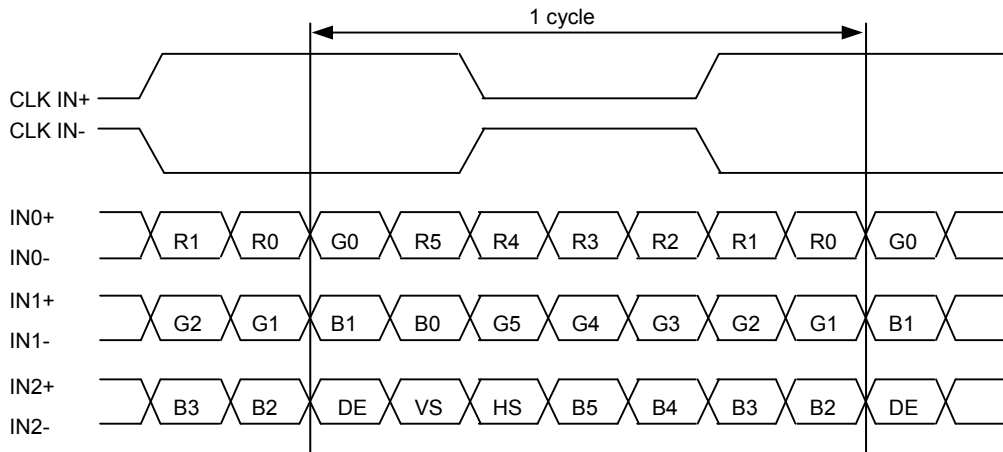 1 cycle
CLK IN+
CLK IN-
IN0+
R1 R0 G0 R5 R4 R3 R2 R1 R0 G0
IN0-
IN1+
G2 G1 B1 B0 G5 G4 G3 G2 G1 B1
IN1-
IN2+
B3 B2 DE VS HS B5 B4 B3 B2 DE
IN2-